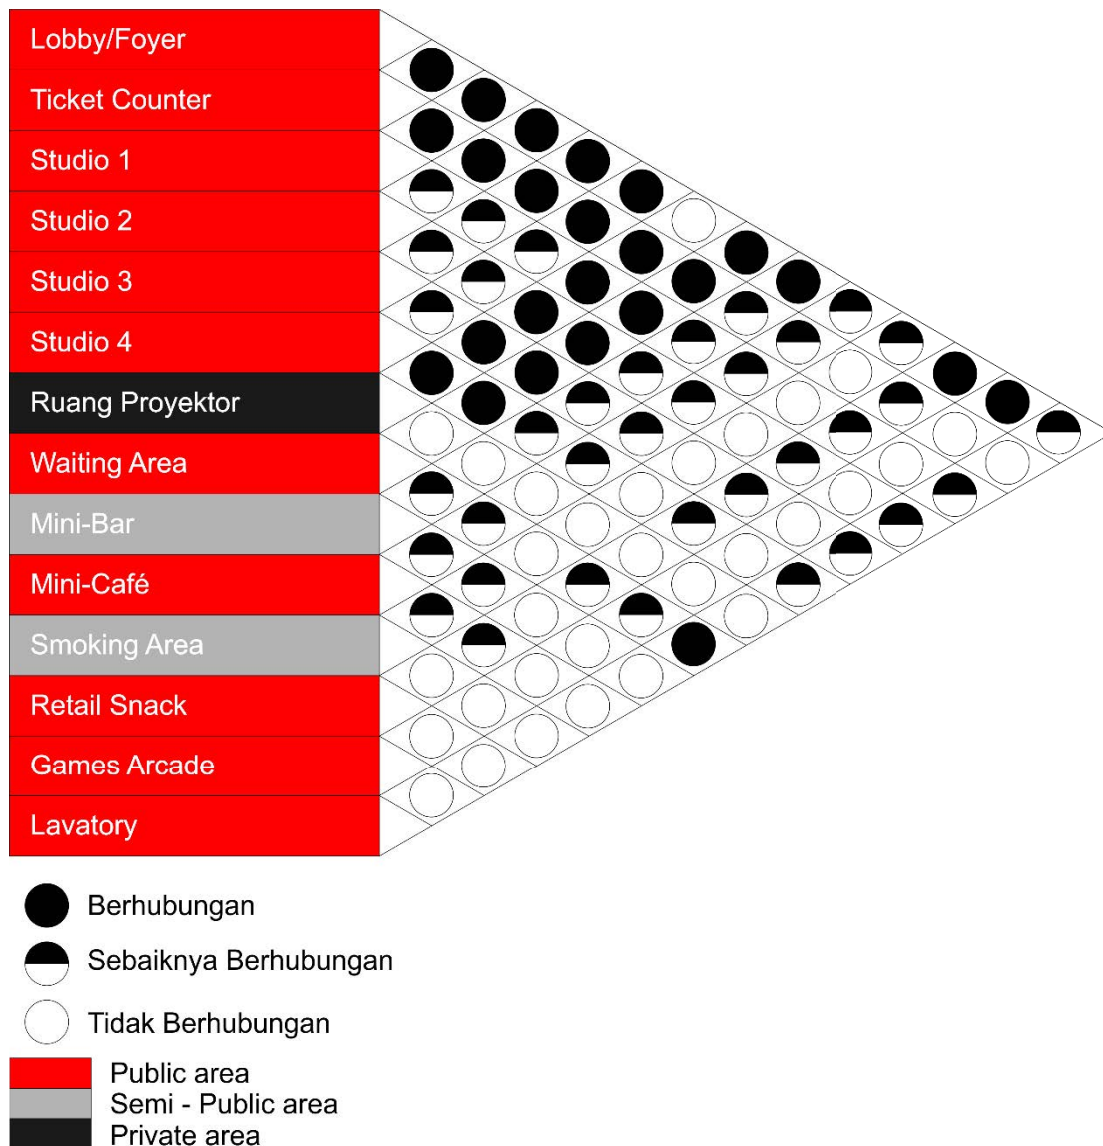 Lobby/Foyer
Ticket Counter
Studio 1
Studio 2
Studio 3
Studio 4
Ruang Proyektor
Waiting Area
Mini-Bar
Mini-Café
Smoking Area
Retail Snack
Games Arcade
Lavatory
Berhubungan
Sebaiknya Berhubungan
Tidak Berhubungan
Public area
Semi - Public area
Private area